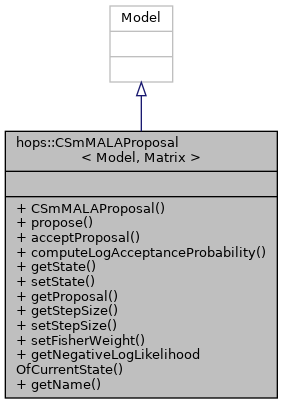 Model
hops::CSmMALAProposal
< Model, Matrix >
+ CSmMALAProposal()
+ propose()
+ acceptProposal()
+ computeLogAcceptanceProbability()
+ getState()
+ setState()
+ getProposal()
+ getStepSize()
+ setStepSize()
+ setFisherWeight()
+ getNegativeLogLikelihood
OfCurrentState()
+ getName()